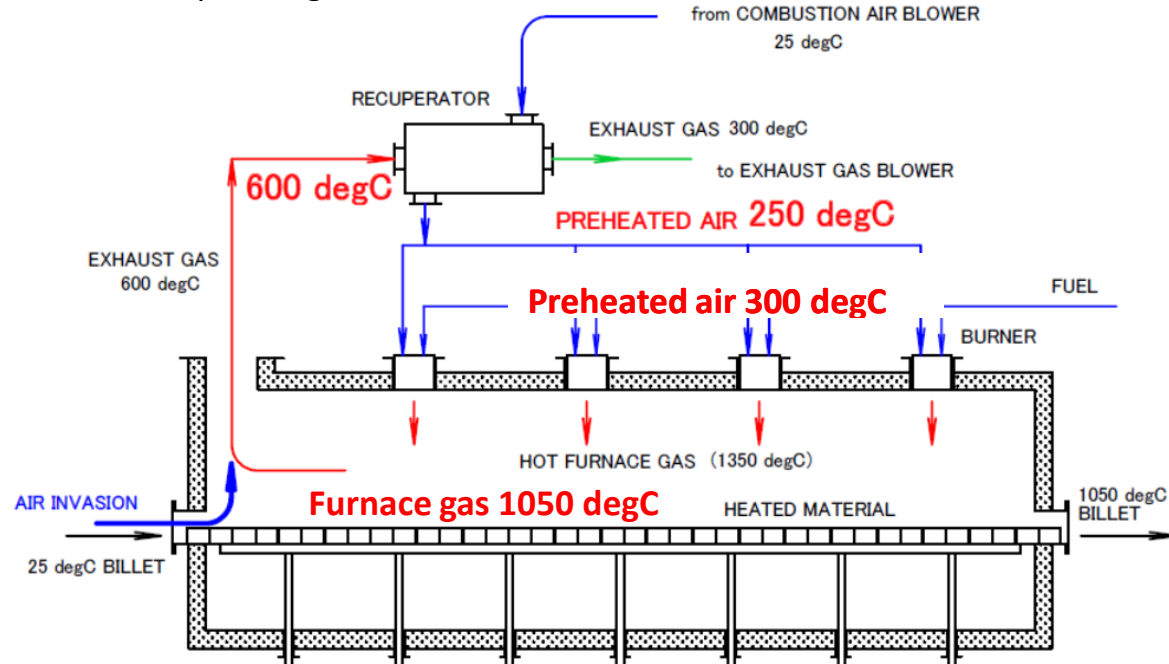 from COMBUSTION AIR BLOWER
25 degC
RECUPERATOR
EXHAUST GAS 300 degC
to EXHAUST GAS BLOWER
600 degC
PREHEATED AIR 250 degC
EXHAUST GAS
600 degC
Preheated air 300 degC
FUEL
BURNER
HOT FURNACE GAS (1350 degC)
AIR INVASION
Furnace gas 1050 degC
HEATED MATERIAL
1050 degC
BILLET
25 degC BILLET